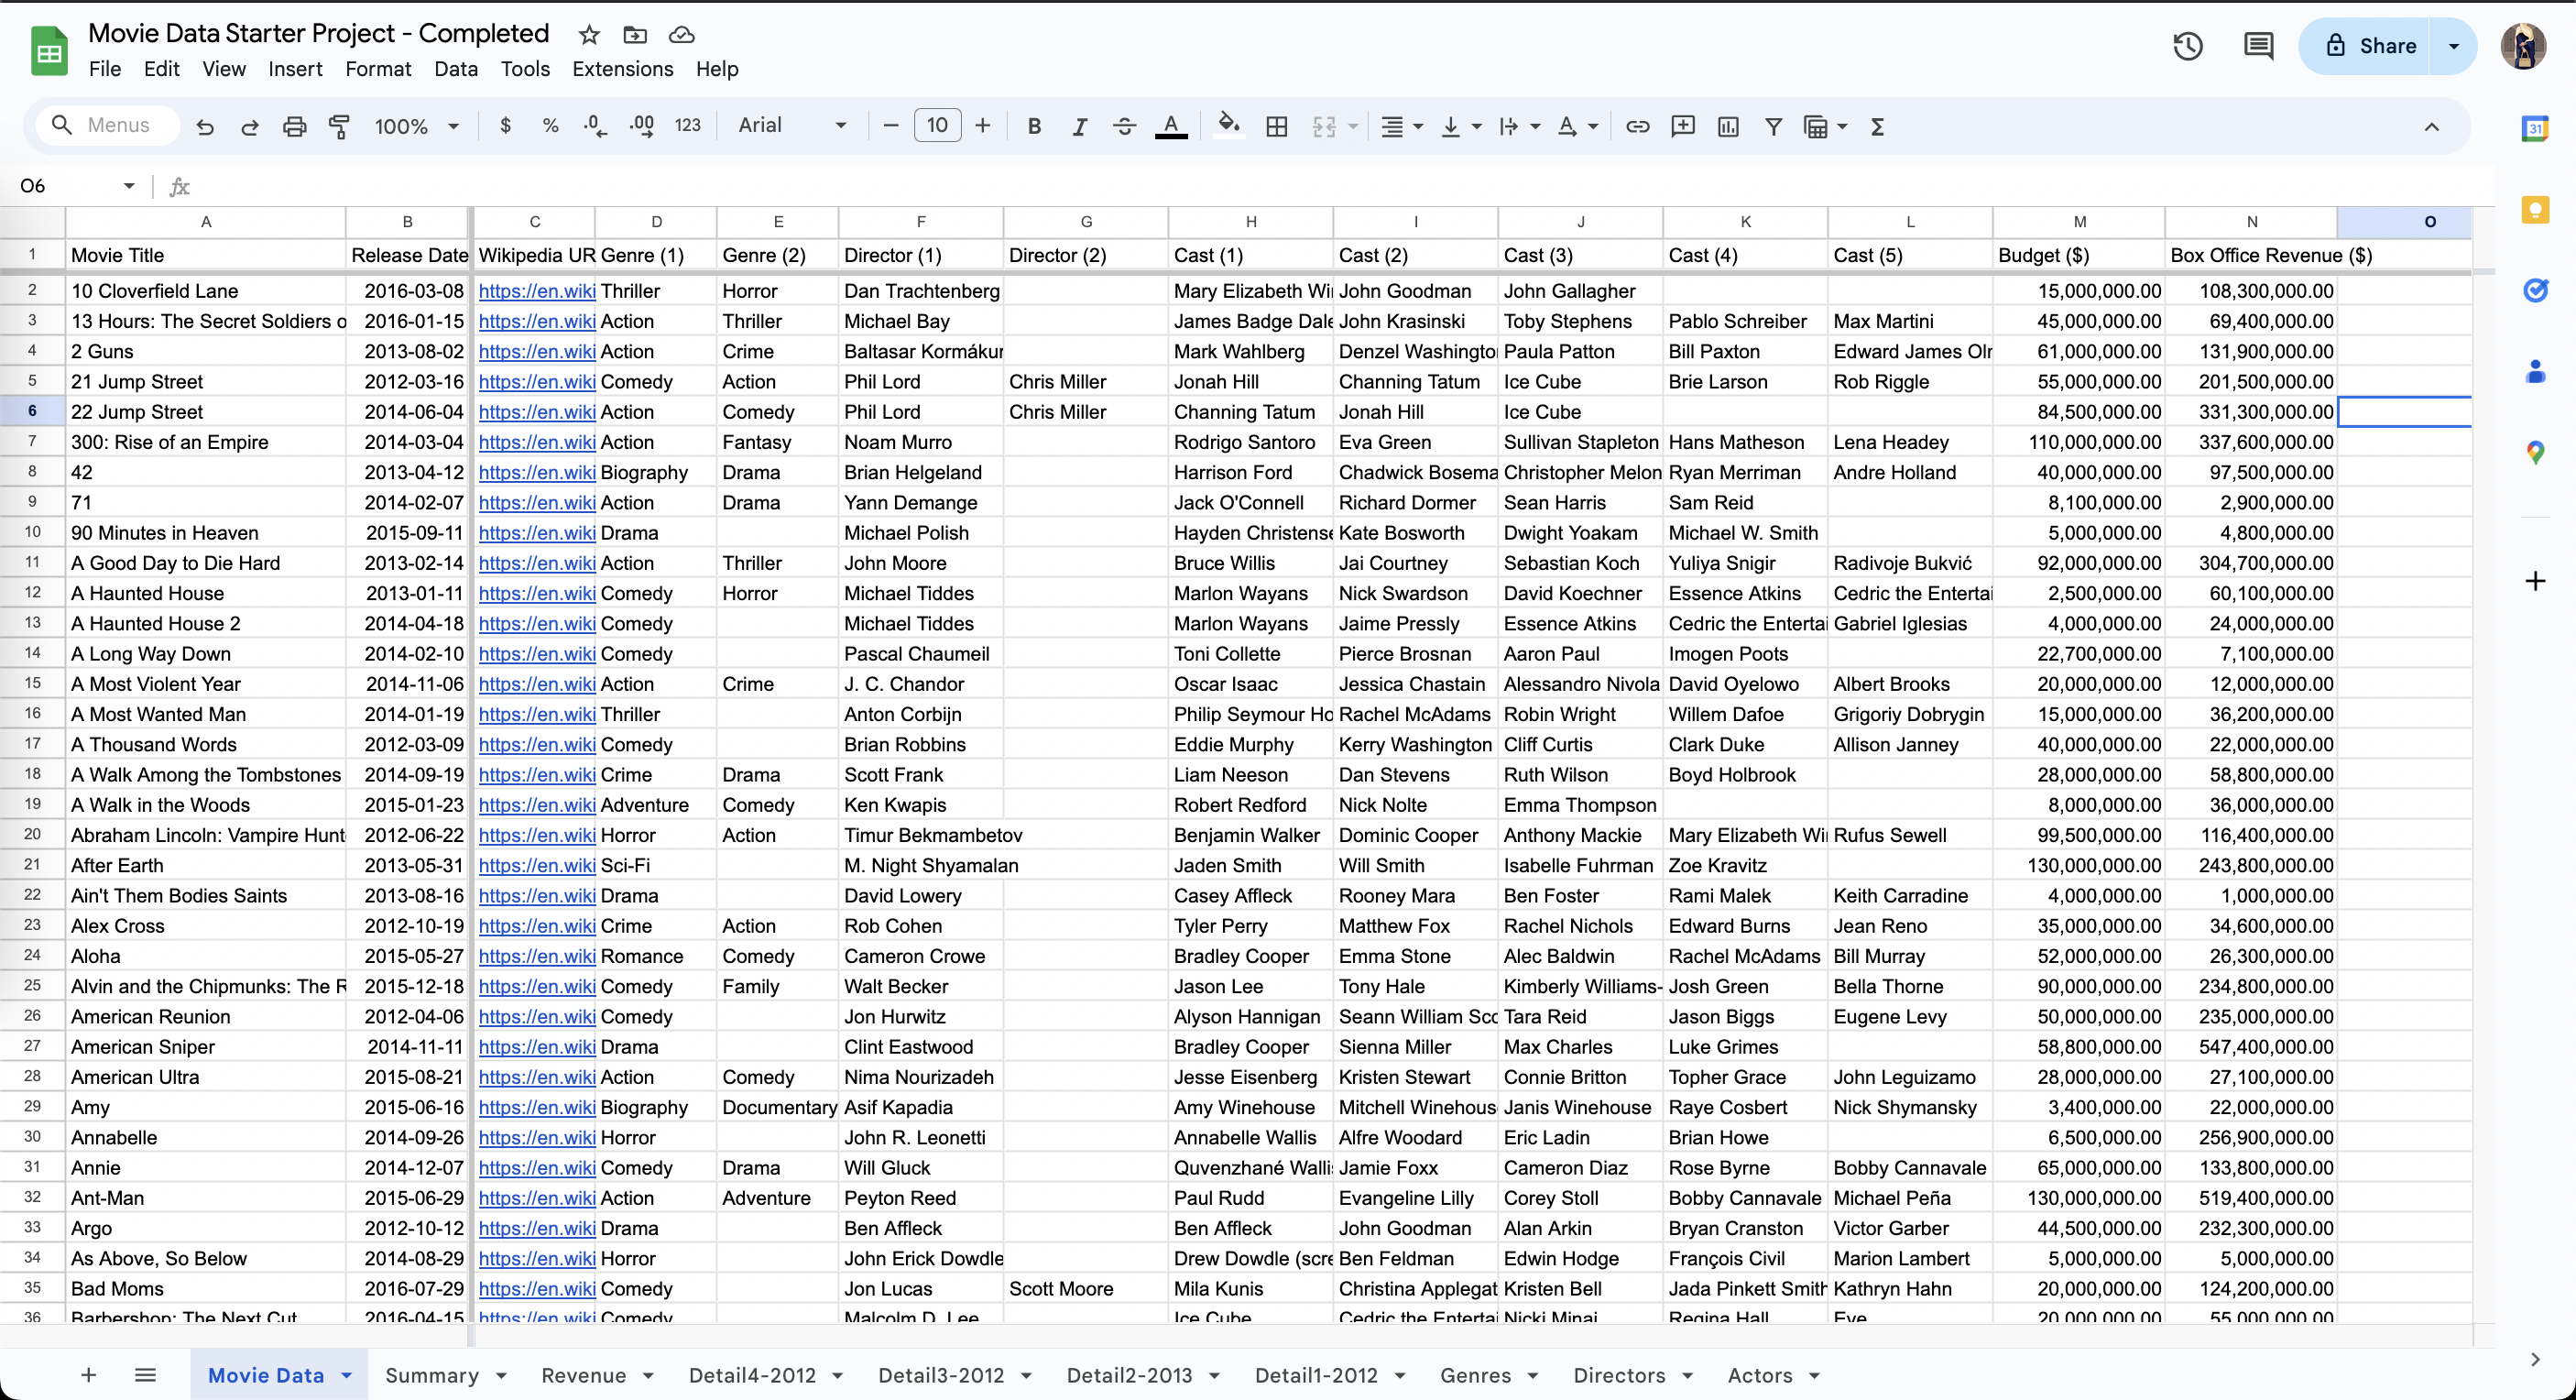 Movie Data Starter Project - Completed
File Edit View Insert Format Data Tools Extensions Help
Share
Menus 100% $ % .0 .00 123 Arial 10 B I A Σ
31
O6 fx
A B C D E F G H I J K L M N O
1 Movie Title Release Date Wikipedia UR Genre (1) Genre (2) Director (1) Director (2) Cast (1) Cast (2) Cast (3) Cast (4) Cast (5) Budget ($) Box Office Revenue ($)
2 10 Cloverfield Lane 2016-03-08 https://en.wiki Thriller Horror Dan Trachtenberg Mary Elizabeth Wi John Goodman John Gallagher 15,000,000.00 108,300,000.00
3 13 Hours: The Secret Soldiers o 2016-01-15 https://en.wiki Action Thriller Michael Bay James Badge Dale John Krasinski Toby Stephens Pablo Schreiber Max Martini 45,000,000.00 69,400,000.00
4 2 Guns 2013-08-02 https://en.wiki Action Crime Baltasar Kormákur Mark Wahlberg Denzel Washingto Paula Patton Bill Paxton Edward James Olr 61,000,000.00 131,900,000.00
5 21 Jump Street 2012-03-16 https://en.wiki Comedy Action Phil Lord Chris Miller Jonah Hill Channing Tatum Ice Cube Brie Larson Rob Riggle 55,000,000.00 201,500,000.00
6 22 Jump Street 2014-06-04 https://en.wiki Action Comedy Phil Lord Chris Miller Channing Tatum Jonah Hill Ice Cube 84,500,000.00 331,300,000.00
7 300: Rise of an Empire 2014-03-04 https://en.wiki Action Fantasy Noam Murro Rodrigo Santoro Eva Green Sullivan Stapleton Hans Matheson Lena Headey 110,000,000.00 337,600,000.00
8 42 2013-04-12 https://en.wiki Biography Drama Brian Helgeland Harrison Ford Chadwick Bosema Christopher Melon Ryan Merriman Andre Holland 40,000,000.00 97,500,000.00
9 71 2014-02-07 https://en.wiki Action Drama Yann Demange Jack O'Connell Richard Dormer Sean Harris Sam Reid 8,100,000.00 2,900,000.00
10 90 Minutes in Heaven 2015-09-11 https://en.wiki Drama Michael Polish Hayden Christense Kate Bosworth Dwight Yoakam Michael W. Smith 5,000,000.00 4,800,000.00
11 A Good Day to Die Hard 2013-02-14 https://en.wiki Action Thriller John Moore Bruce Willis Jai Courtney Sebastian Koch Yuliya Snigir Radivoje Bukvić 92,000,000.00 304,700,000.00
12 A Haunted House 2013-01-11 https://en.wiki Comedy Horror Michael Tiddes Marlon Wayans Nick Swardson David Koechner Essence Atkins Cedric the Entertai 2,500,000.00 60,100,000.00
13 A Haunted House 2 2014-04-18 https://en.wiki Comedy Michael Tiddes Marlon Wayans Jaime Pressly Essence Atkins Cedric the Entertai Gabriel Iglesias 4,000,000.00 24,000,000.00
14 A Long Way Down 2014-02-10 https://en.wiki Comedy Pascal Chaumeil Toni Collette Pierce Brosnan Aaron Paul Imogen Poots 22,700,000.00 7,100,000.00
15 A Most Violent Year 2014-11-06 https://en.wiki Action Crime J. C. Chandor Oscar Isaac Jessica Chastain Alessandro Nivola David Oyelowo Albert Brooks 20,000,000.00 12,000,000.00
16 A Most Wanted Man 2014-01-19 https://en.wiki Thriller Anton Corbijn Philip Seymour Ho Rachel McAdams Robin Wright Willem Dafoe Grigoriy Dobrygin 15,000,000.00 36,200,000.00
17 A Thousand Words 2012-03-09 https://en.wiki Comedy Brian Robbins Eddie Murphy Kerry Washington Cliff Curtis Clark Duke Allison Janney 40,000,000.00 22,000,000.00
18 A Walk Among the Tombstones 2014-09-19 https://en.wiki Crime Drama Scott Frank Liam Neeson Dan Stevens Ruth Wilson Boyd Holbrook 28,000,000.00 58,800,000.00
19 A Walk in the Woods 2015-01-23 https://en.wiki Adventure Comedy Ken Kwapis Robert Redford Nick Nolte Emma Thompson 8,000,000.00 36,000,000.00
20 Abraham Lincoln: Vampire Hunt 2012-06-22 https://en.wiki Horror Action Timur Bekmambetov Benjamin Walker Dominic Cooper Anthony Mackie Mary Elizabeth Wi Rufus Sewell 99,500,000.00 116,400,000.00
21 After Earth 2013-05-31 https://en.wiki Sci-Fi M. Night Shyamalan Jaden Smith Will Smith Isabelle Fuhrman Zoe Kravitz 130,000,000.00 243,800,000.00
22 Ain't Them Bodies Saints 2013-08-16 https://en.wiki Drama David Lowery Casey Affleck Rooney Mara Ben Foster Rami Malek Keith Carradine 4,000,000.00 1,000,000.00
23 Alex Cross 2012-10-19 https://en.wiki Crime Action Rob Cohen Tyler Perry Matthew Fox Rachel Nichols Edward Burns Jean Reno 35,000,000.00 34,600,000.00
24 Aloha 2015-05-27 https://en.wiki Romance Comedy Cameron Crowe Bradley Cooper Emma Stone Alec Baldwin Rachel McAdams Bill Murray 52,000,000.00 26,300,000.00
25 Alvin and the Chipmunks: The R 2015-12-18 https://en.wiki Comedy Family Walt Becker Jason Lee Tony Hale Kimberly Williams- Josh Green Bella Thorne 90,000,000.00 234,800,000.00
26 American Reunion 2012-04-06 https://en.wiki Comedy Jon Hurwitz Alyson Hannigan Seann William Sco Tara Reid Jason Biggs Eugene Levy 50,000,000.00 235,000,000.00
27 American Sniper 2014-11-11 https://en.wiki Drama Clint Eastwood Bradley Cooper Sienna Miller Max Charles Luke Grimes 58,800,000.00 547,400,000.00
28 American Ultra 2015-08-21 https://en.wiki Action Comedy Nima Nourizadeh Jesse Eisenberg Kristen Stewart Connie Britton Topher Grace John Leguizamo 28,000,000.00 27,100,000.00
29 Amy 2015-06-16 https://en.wiki Biography Documentary Asif Kapadia Amy Winehouse Mitchell Winehous Janis Winehouse Raye Cosbert Nick Shymansky 3,400,000.00 22,000,000.00
30 Annabelle 2014-09-26 https://en.wiki Horror John R. Leonetti Annabelle Wallis Alfre Woodard Eric Ladin Brian Howe 6,500,000.00 256,900,000.00
31 Annie 2014-12-07 https://en.wiki Comedy Drama Will Gluck Quvenzhané Wallis Jamie Foxx Cameron Diaz Rose Byrne Bobby Cannavale 65,000,000.00 133,800,000.00
32 Ant-Man 2015-06-29 https://en.wiki Action Adventure Peyton Reed Paul Rudd Evangeline Lilly Corey Stoll Bobby Cannavale Michael Peña 130,000,000.00 519,400,000.00
33 Argo 2012-10-12 https://en.wiki Drama Ben Affleck Ben Affleck John Goodman Alan Arkin Bryan Cranston Victor Garber 44,500,000.00 232,300,000.00
34 As Above, So Below 2014-08-29 https://en.wiki Horror John Erick Dowdle Drew Dowdle (scre Ben Feldman Edwin Hodge François Civil Marion Lambert 5,000,000.00 5,000,000.00
35 Bad Moms 2016-07-29 https://en.wiki Comedy Jon Lucas Scott Moore Mila Kunis Christina Applegat Kristen Bell Jada Pinkett Smith Kathryn Hahn 20,000,000.00 124,200,000.00
36 Barbershop: The Next Cut 2016-04-15 https://en.wiki Comedy Malcolm D. Lee Ice Cube Cedric the Entertai Nicki Minaj Regina Hall Eve 20,000,000.00 55,000,000.00
Movie Data Summary Revenue Detail4-2012 Detail3-2012 Detail2-2013 Detail1-2012 Genres Directors Actors